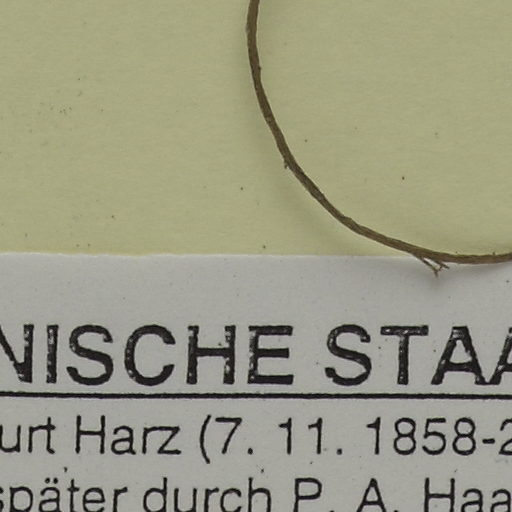 NISCHE STAA
urt Harz (7. 11. 1858-2
später durch P. A. Haa